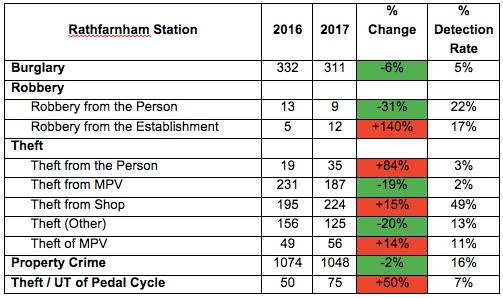 Rathfarnham Station 2016 2017 % Change % Detection Rate
Burglary 332 311 -6% 5%
Robbery
Robbery from the Person 13 9 -31% 22%
Robbery from the Establishment 5 12 +140% 17%
Theft
Theft from the Person 19 35 +84% 3%
Theft from MPV 231 187 -19% 2%
Theft from Shop 195 224 +15% 49%
Theft (Other) 156 125 -20% 13%
Theft of MPV 49 56 +14% 11%
Property Crime 1074 1048 -2% 16%
Theft / UT of Pedal Cycle 50 75 +50% 7%